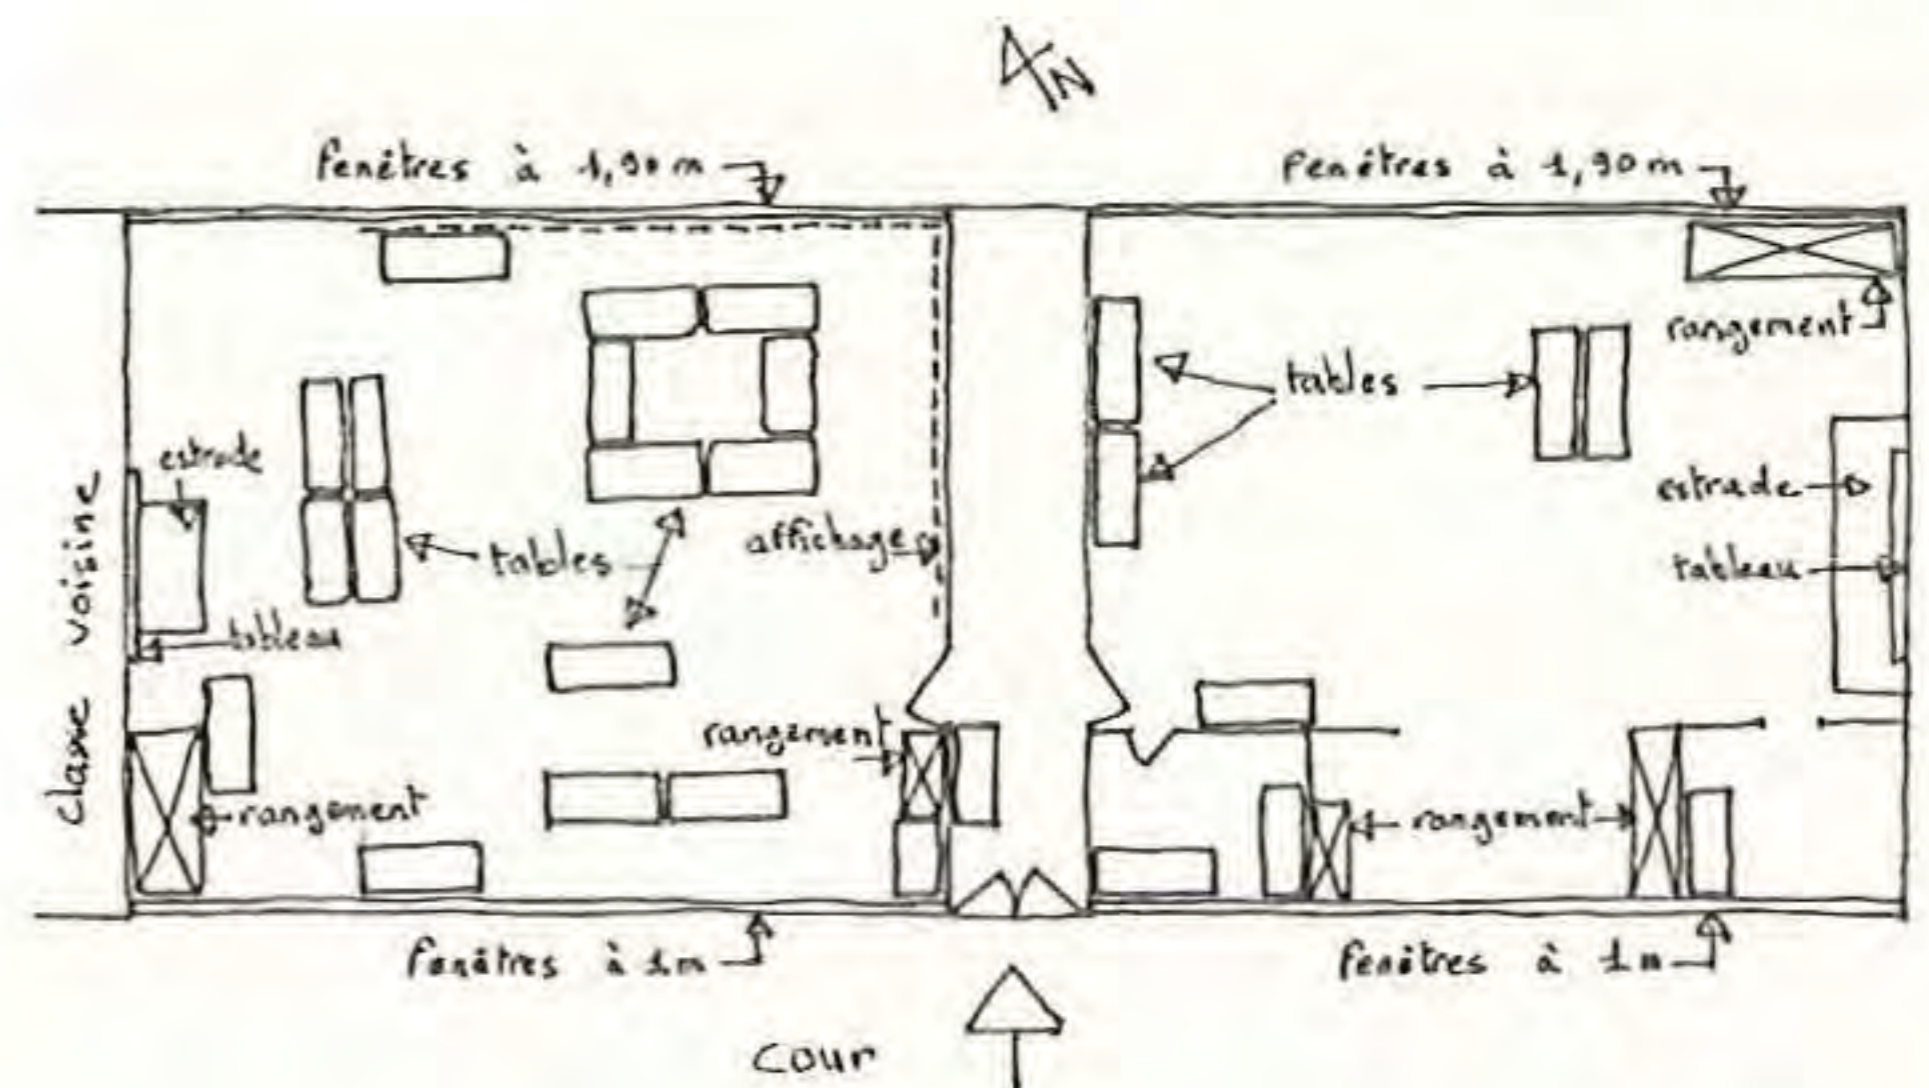 N
fenêtres à 1,90 m
fenêtres à 1,90 m
rangement
tables
estrade
estrade
tables
affichage
tableau
tableau
classe voisine
rangement
rangement
rangement
fenêtres à 1m
fenêtres à 1m
cour